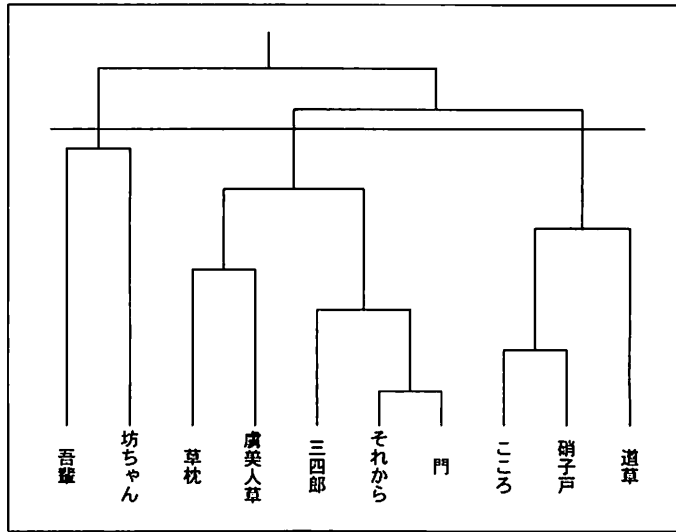 吾輩
坊ちゃん
草枕
虞美人草
三四郎
それから
門
こころ
硝子戸
道草